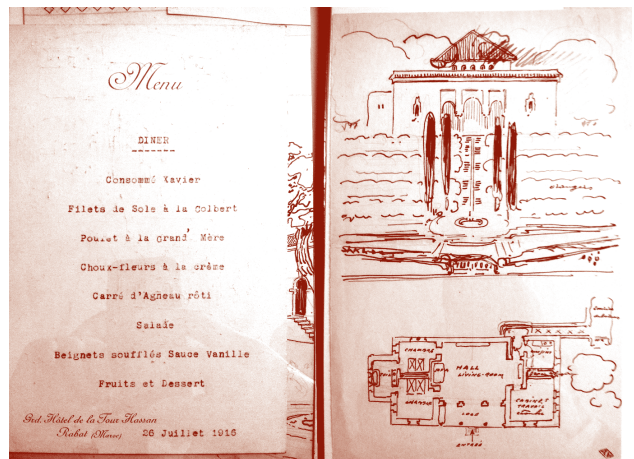 Menu
DINER
Consommé Xavier
Filets de Sole à la Colbert
Poulet à la grand' Mère
Choux-fleurs à la crème
Carré d'Agneau rôti
Salade
Beignets soufflés Sauce Vanille
Fruits et Dessert
Grd. Hôtel de la Tour Hassan
Rabat (Maroc) 26 Juillet 1916
CHAMBRE
HALL
LIVING-ROOM
CHAMBRE
CABINET
TRAVAIL
ENTRÉE